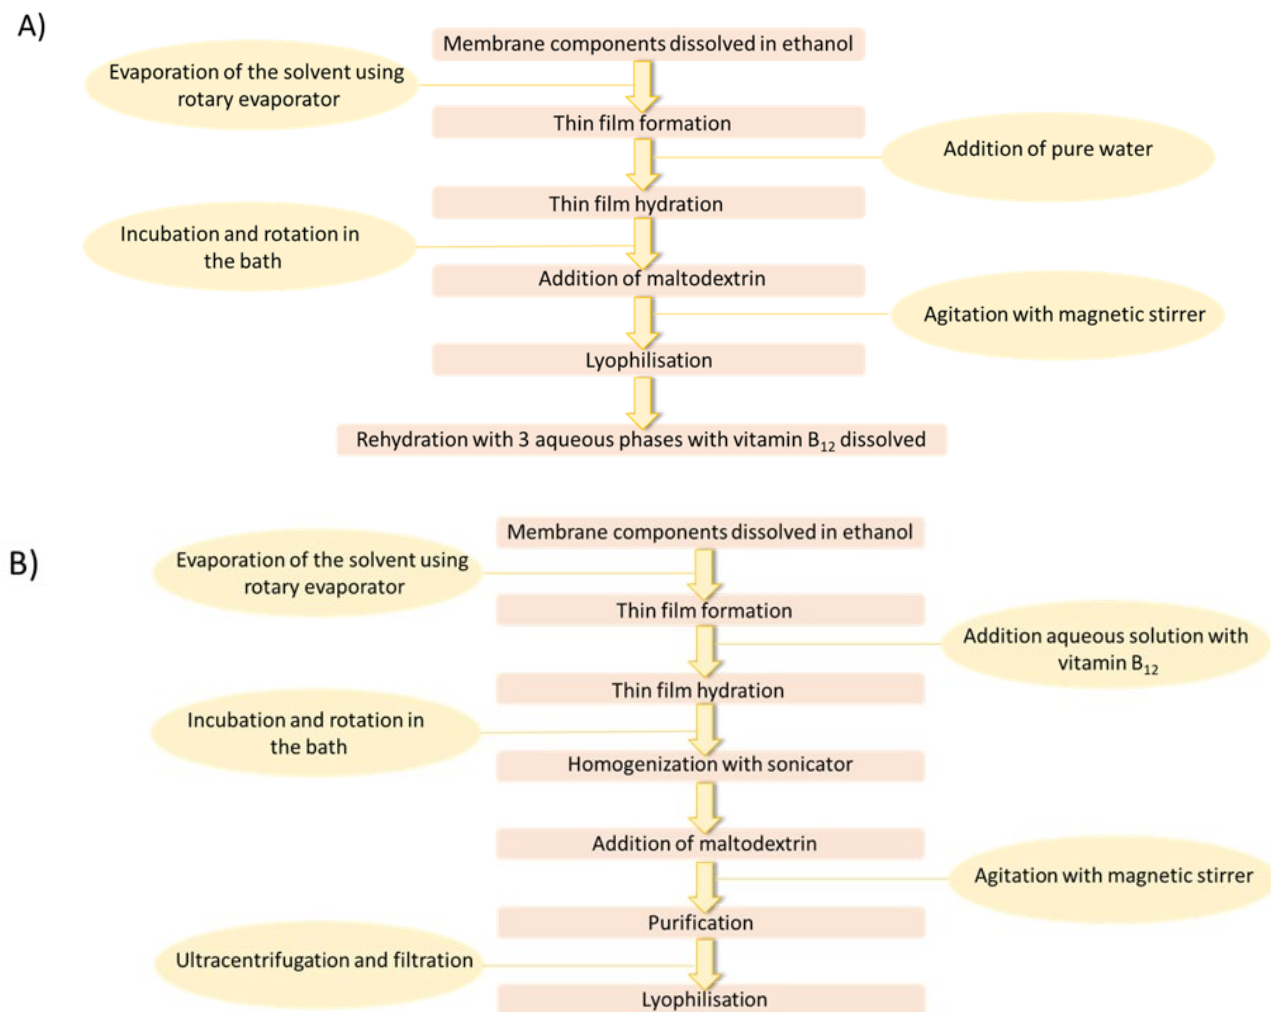 A)
Membrane components dissolved in ethanol
Evaporation of the solvent using
rotary evaporator
Thin film formation
Addition of pure water
Thin film hydration
Incubation and rotation in
the bath
Addition of maltodextrin
Agitation with magnetic stirrer
Lyophilisation
Rehydration with 3 aqueous phases with vitamin B₁₂ dissolved
B)
Membrane components dissolved in ethanol
Evaporation of the solvent using
rotary evaporator
Thin film formation
Addition aqueous solution with
vitamin B₁₂
Thin film hydration
Incubation and rotation in
the bath
Homogenization with sonicator
Addition of maltodextrin
Agitation with magnetic stirrer
Purification
Ultracentrifugation and filtration
Lyophilisation